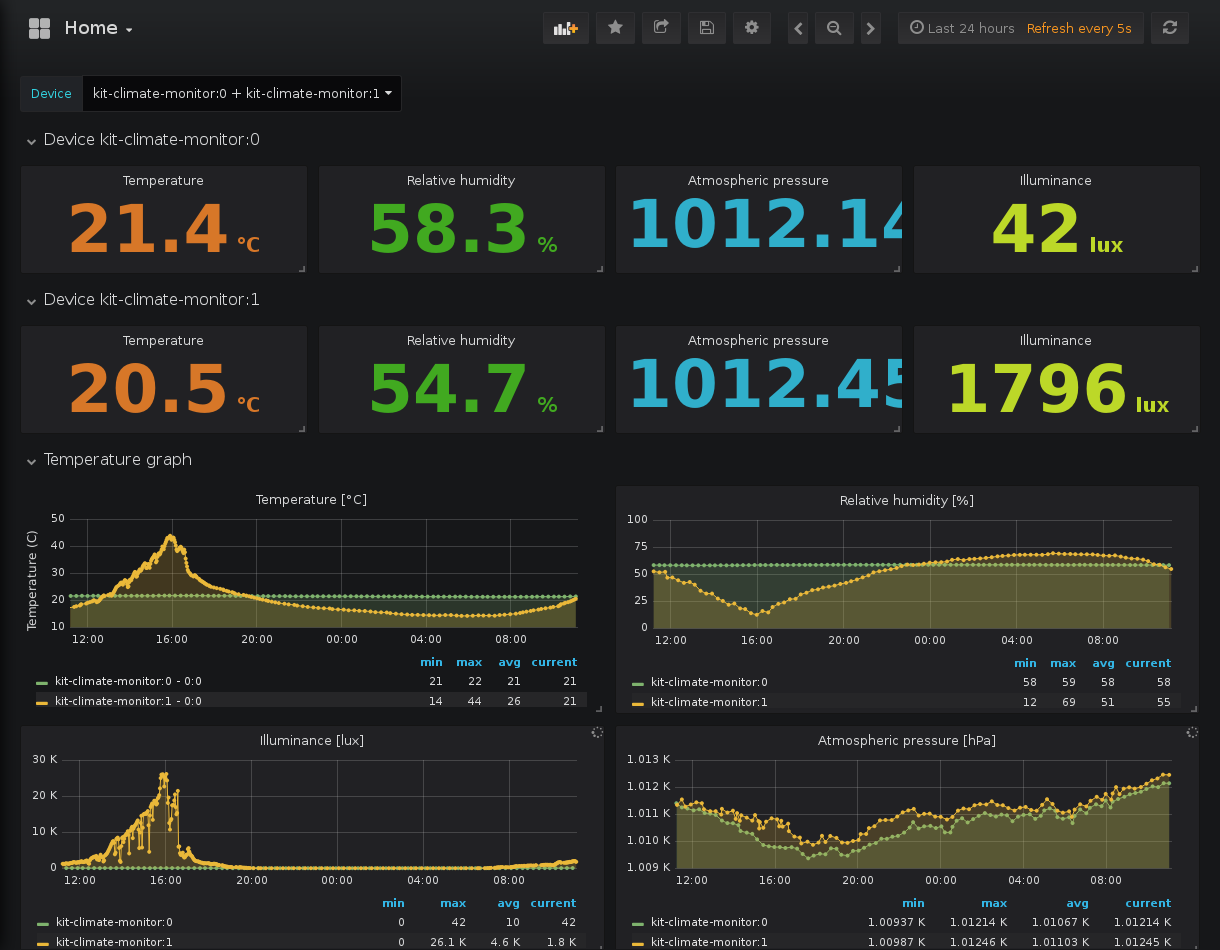 Home
Last 24 hours Refresh every 5s
Device kit-climate-monitor:0 + kit-climate-monitor:1
Device kit-climate-monitor:0
Temperature Relative humidity Atmospheric pressure Illuminance
21.4 °C 58.3 % 1012.14 42 lux
Device kit-climate-monitor:1
Temperature Relative humidity Atmospheric pressure Illuminance
20.5 °C 54.7 % 1012.45 1796 lux
Temperature graph
Temperature [°C]
Temperature (C)
50
40
30
20
10
12:00 16:00 20:00 00:00 04:00 08:00
min max avg current
kit-climate-monitor:0 - 0:0 21 22 21 21
kit-climate-monitor:1 - 0:0 14 44 26 21
Relative humidity [%]
100
75
50
25
0
12:00 16:00 20:00 00:00 04:00 08:00
min max avg current
kit-climate-monitor:0 58 59 58 58
kit-climate-monitor:1 12 69 51 55
Illuminance [lux]
30 K
20 K
10 K
0
12:00 16:00 20:00 00:00 04:00 08:00
min max avg current
kit-climate-monitor:0 0 42 10 42
kit-climate-monitor:1 0 26.1 K 4.6 K 1.8 K
Atmospheric pressure [hPa]
1.013 K
1.012 K
1.011 K
1.010 K
1.009 K
12:00 16:00 20:00 00:00 04:00 08:00
min max avg current
kit-climate-monitor:0 1.00937 K 1.01214 K 1.01067 K 1.01214 K
kit-climate-monitor:1 1.00987 K 1.01246 K 1.01103 K 1.01245 K